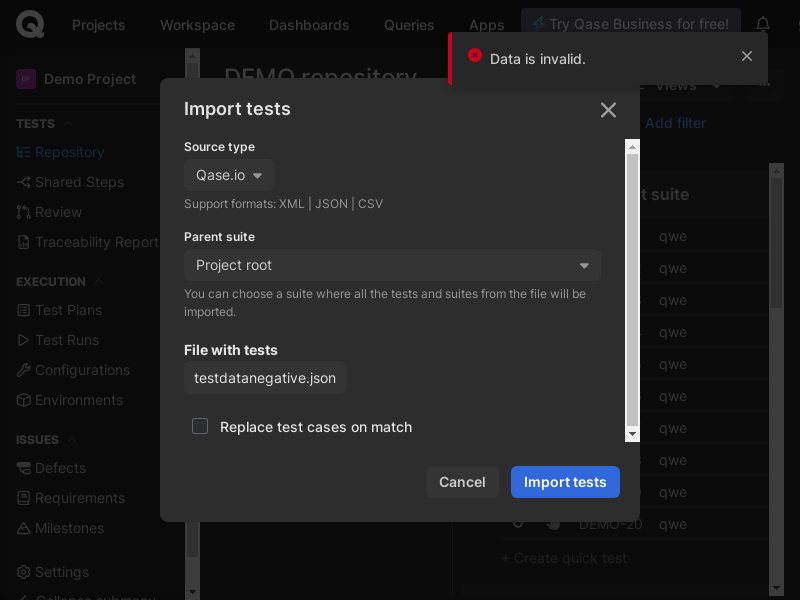 Projects
Workspace
Dashboards
Queries
Apps
Try Qase Business for free!
Data is invalid.
DP
Demo Project
DEMO repository
Views
TESTS
Import tests
Add filter
Source type
Repository
Qase.io
Shared Steps
t suite
Support formats: XML | JSON | CSV
Review
Parent suite
qwe
Traceability Report
Project root
qwe
EXECUTION
You can choose a suite where all the tests and suites from the file will be
imported.
qwe
Test Plans
qwe
Test Runs
File with tests
qwe
Configurations
testdatanegative.json
qwe
Environments
Replace test cases on match
qwe
ISSUES
qwe
Defects
Cancel
Import tests
qwe
Requirements
DEMO-20
qwe
Milestones
+ Create quick test
Settings
Collapse submenu